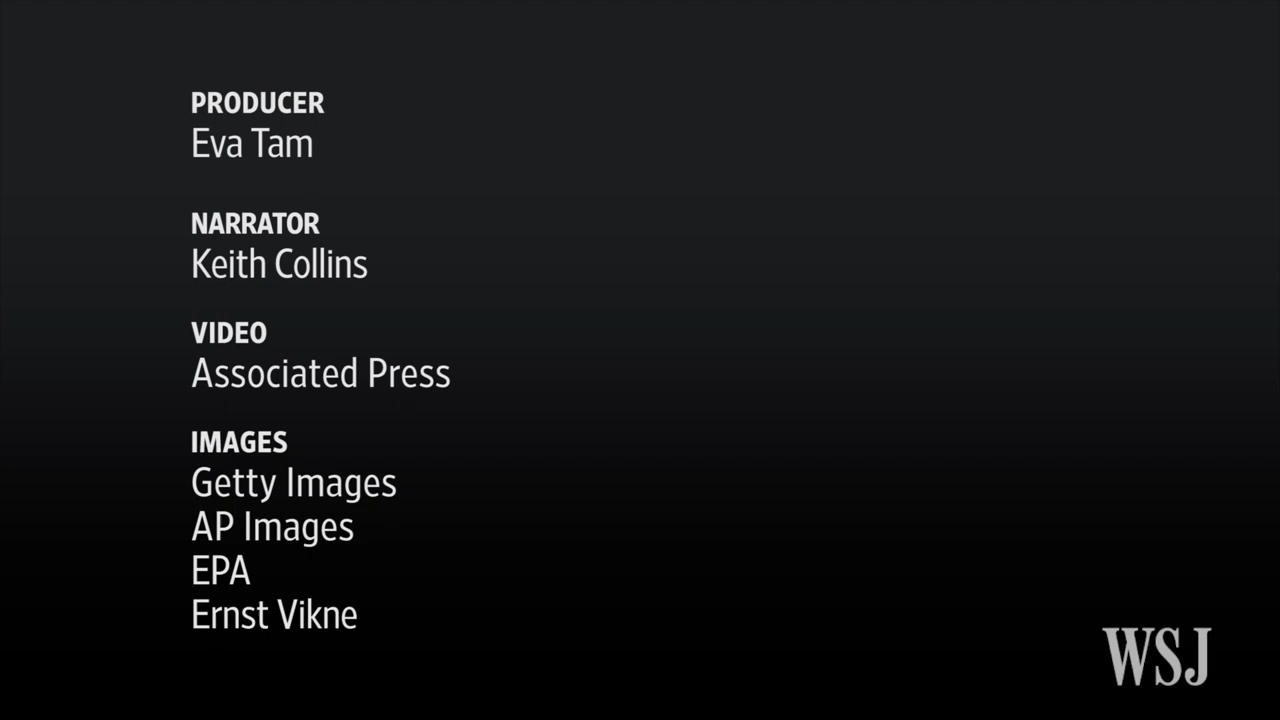 PRODUCER
Eva Tam
NARRATOR
Keith Collins
VIDEO
Associated Press
IMAGES
Getty Images
AP Images
EPA
Ernst Vikne
WSJ